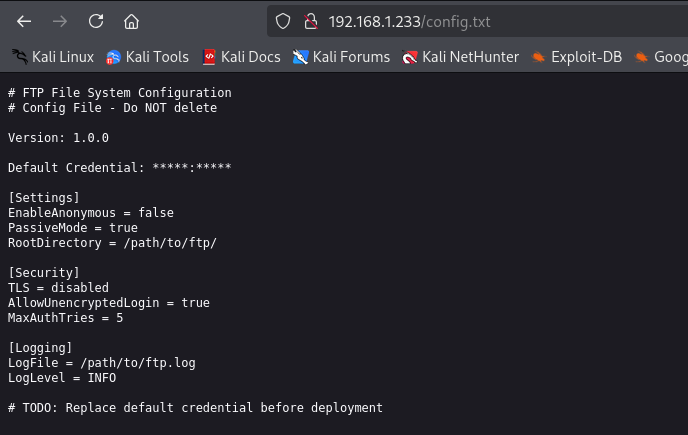 192.168.1.233/config.txt
Kali Linux Kali Tools Kali Docs Kali Forums Kali NetHunter Exploit-DB Goog
# FTP File System Configuration
# Config File - Do NOT delete
Version: 1.0.0
Default Credential: *****:*****
[Settings]
EnableAnonymous = false
PassiveMode = true
RootDirectory = /path/to/ftp/
[Security]
TLS = disabled
AllowUnencryptedLogin = true
MaxAuthTries = 5
[Logging]
LogFile = /path/to/ftp.log
LogLevel = INFO
# TODO: Replace default credential before deployment